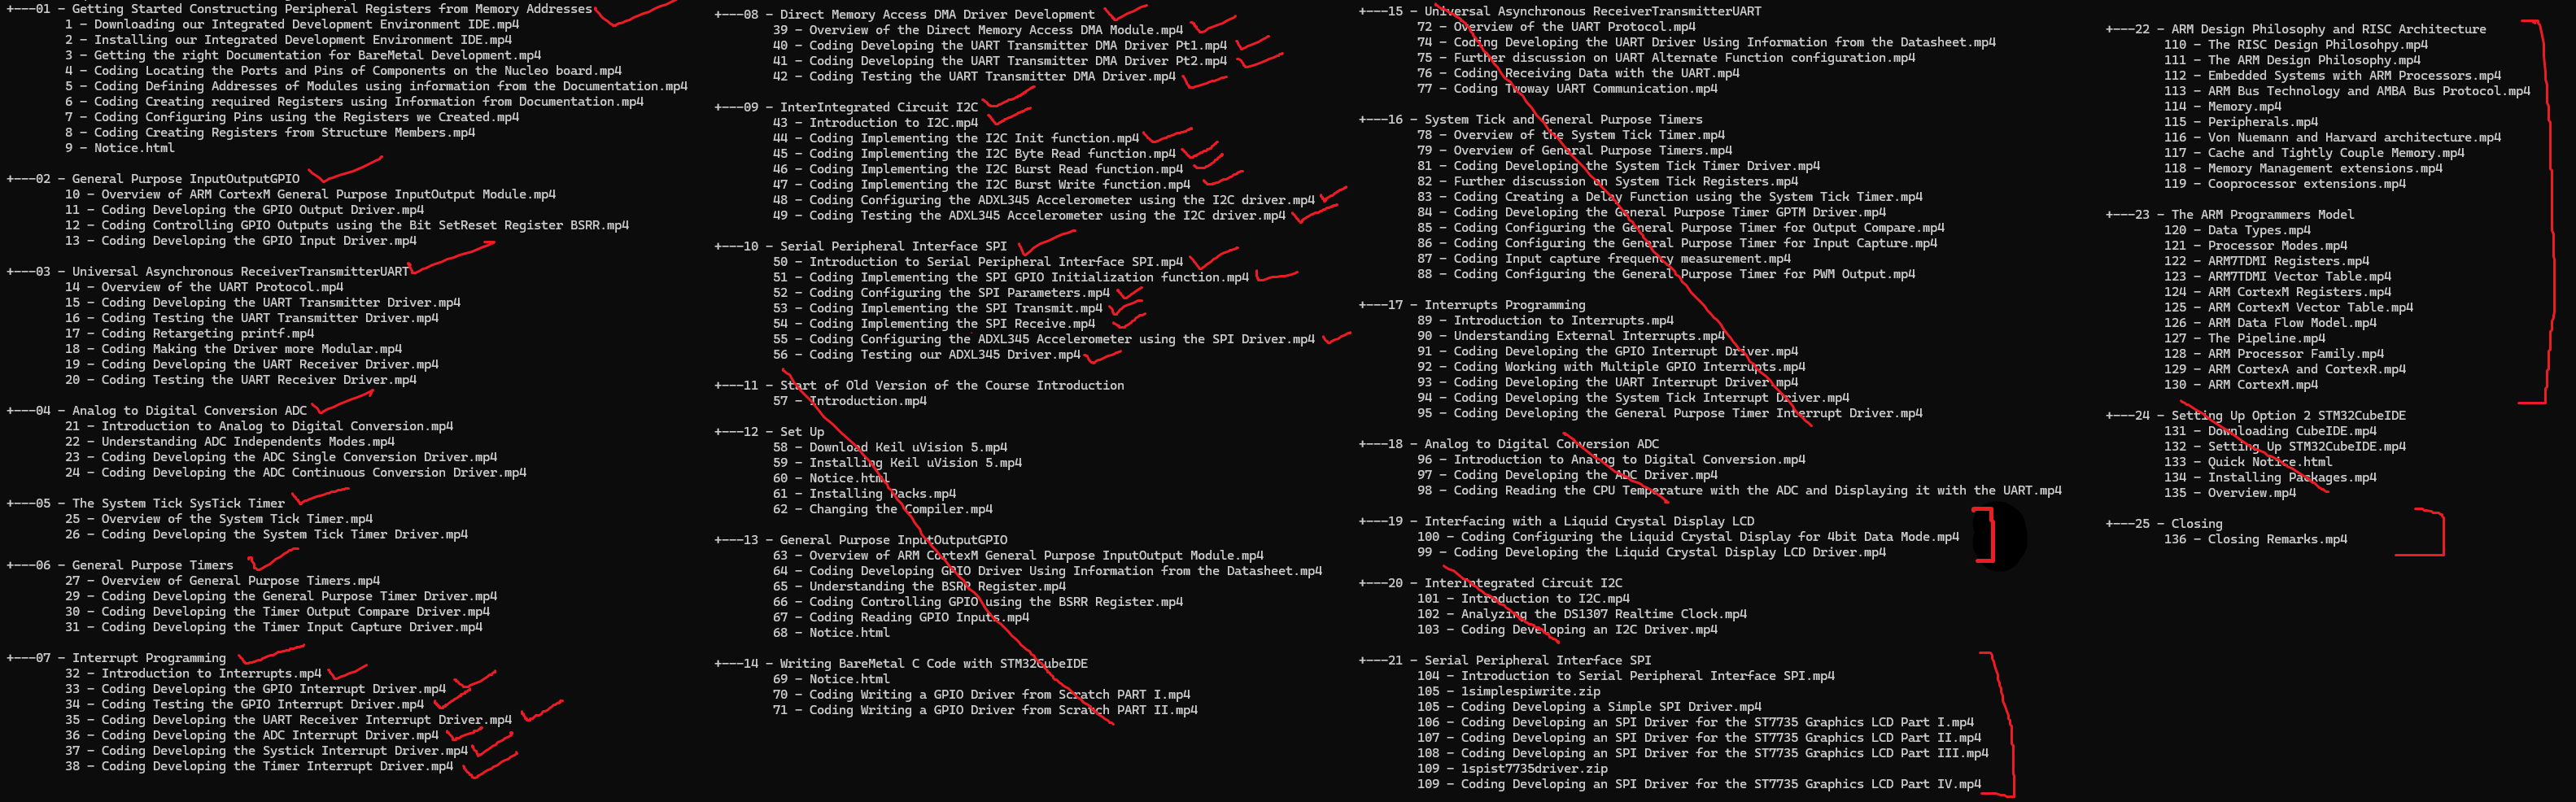 +---01 - Getting Started Constructing Peripheral Registers from Memory Addresses
1 - Downloading our Integrated Development Environment IDE.mp4
2 - Installing our Integrated Development Environment IDE.mp4
3 - Getting the right Documentation for BareMetal Development.mp4
4 - Coding Locating the Ports and Pins of Components on the Nucleo board.mp4
5 - Coding Defining Addresses of Modules using information from the Documentation.mp4
6 - Coding Creating required Registers using Information from Documentation.mp4
7 - Coding Configuring Pins using the Registers we Created.mp4
8 - Coding Creating Registers from Structure Members.mp4
9 - Notice.html
+---02 - General Purpose InputOutputGPIO
10 - Overview of ARM CortexM General Purpose InputOutput Module.mp4
11 - Coding Developing the GPIO Output Driver.mp4
12 - Coding Controlling GPIO Outputs using the Bit SetReset Register BSRR.mp4
13 - Coding Developing the GPIO Input Driver.mp4
+---03 - Universal Asynchronous ReceiverTransmitterUART
14 - Overview of the UART Protocol.mp4
15 - Coding Developing the UART Transmitter Driver.mp4
16 - Coding Testing the UART Transmitter Driver.mp4
17 - Coding Retargeting printf.mp4
18 - Coding Making the Driver more Modular.mp4
19 - Coding Developing the UART Receiver Driver.mp4
20 - Coding Testing the UART Receiver Driver.mp4
+---04 - Analog to Digital Conversion ADC
21 - Introduction to Analog to Digital Conversion.mp4
22 - Understanding ADC Independents Modes.mp4
23 - Coding Developing the ADC Single Conversion Driver.mp4
24 - Coding Developing the ADC Continuous Conversion Driver.mp4
+---05 - The System Tick SysTick Timer
25 - Overview of the System Tick Timer.mp4
26 - Coding Developing the System Tick Timer Driver.mp4
+---06 - General Purpose Timers
27 - Overview of General Purpose Timers.mp4
29 - Coding Developing the General Purpose Timer Driver.mp4
30 - Coding Developing the Timer Output Compare Driver.mp4
31 - Coding Developing the Timer Input Capture Driver.mp4
+---07 - Interrupt Programming
32 - Introduction to Interrupts.mp4
33 - Coding Developing the GPIO Interrupt Driver.mp4
34 - Coding Testing the GPIO Interrupt Driver.mp4
35 - Coding Developing the UART Receiver Interrupt Driver.mp4
36 - Coding Developing the ADC Interrupt Driver.mp4
37 - Coding Developing the Systick Interrupt Driver.mp4
38 - Coding Developing the Timer Interrupt Driver.mp4
+---08 - Direct Memory Access DMA Driver Development
39 - Overview of the Direct Memory Access DMA Module.mp4
40 - Coding Developing the UART Transmitter DMA Driver Pt1.mp4
41 - Coding Developing the UART Transmitter DMA Driver Pt2.mp4
42 - Coding Testing the UART Transmitter DMA Driver.mp4
+---09 - InterIntegrated Circuit I2C
43 - Introduction to I2C.mp4
44 - Coding Implementing the I2C Init function.mp4
45 - Coding Implementing the I2C Byte Read function.mp4
46 - Coding Implementing the I2C Burst Read function.mp4
47 - Coding Implementing the I2C Burst Write function.mp4
48 - Coding Configuring the ADXL345 Accelerometer using the I2C driver.mp4
49 - Coding Testing the ADXL345 Accelerometer using the I2C driver.mp4
+---10 - Serial Peripheral Interface SPI
50 - Introduction to Serial Peripheral Interface SPI.mp4
51 - Coding Implementing the SPI GPIO Initialization function.mp4
52 - Coding Configuring the SPI Parameters.mp4
53 - Coding Implementing the SPI Transmit.mp4
54 - Coding Implementing the SPI Receive.mp4
55 - Coding Configuring the ADXL345 Accelerometer using the SPI Driver.mp4
56 - Coding Testing our ADXL345 Driver.mp4
+---11 - Start of Old Version of the Course Introduction
57 - Introduction.mp4
+---12 - Set Up
58 - Download Keil uVision 5.mp4
59 - Installing Keil uVision 5.mp4
60 - Notice.html
61 - Installing Packs.mp4
62 - Changing the Compiler.mp4
+---13 - General Purpose InputOutputGPIO
63 - Overview of ARM CortexM General Purpose InputOutput Module.mp4
64 - Coding Developing GPIO Driver Using Information from the Datasheet.mp4
65 - Understanding the BSRR Register.mp4
66 - Coding Controlling GPIO using the BSRR Register.mp4
67 - Coding Reading GPIO Inputs.mp4
68 - Notice.html
+---14 - Writing BareMetal C Code with STM32CubeIDE
69 - Notice.html
70 - Coding Writing a GPIO Driver from Scratch PART I.mp4
71 - Coding Writing a GPIO Driver from Scratch PART II.mp4
+---15 - Universal Asynchronous ReceiverTransmitterUART
72 - Overview of the UART Protocol.mp4
74 - Coding Developing the UART Driver Using Information from the Datasheet.mp4
75 - Further discussion on UART Alternate Function configuration.mp4
76 - Coding Receiving Data with the UART.mp4
77 - Coding Twoway UART Communication.mp4
+---16 - System Tick and General Purpose Timers
78 - Overview of the System Tick Timer.mp4
79 - Overview of General Purpose Timers.mp4
81 - Coding Developing the System Tick Timer Driver.mp4
82 - Further discussion on System Tick Registers.mp4
83 - Coding Creating a Delay Function using the System Tick Timer.mp4
84 - Coding Developing the General Purpose Timer GPTM Driver.mp4
85 - Coding Configuring the General Purpose Timer for Output Compare.mp4
86 - Coding Configuring the General Purpose Timer for Input Capture.mp4
87 - Coding Input capture frequency measurement.mp4
88 - Coding Configuring the General Purpose Timer for PWM Output.mp4
+---17 - Interrupts Programming
89 - Introduction to Interrupts.mp4
90 - Understanding External Interrupts.mp4
91 - Coding Developing the GPIO Interrupt Driver.mp4
92 - Coding Working with Multiple GPIO Interrupts.mp4
93 - Coding Developing the UART Interrupt Driver.mp4
94 - Coding Developing the System Tick Interrupt Driver.mp4
95 - Coding Developing the General Purpose Timer Interrupt Driver.mp4
+---18 - Analog to Digital Conversion ADC
96 - Introduction to Analog to Digital Conversion.mp4
97 - Coding Developing the ADC Driver.mp4
98 - Coding Reading the CPU Temperature with the ADC and Displaying it with the UART.mp4
+---19 - Interfacing with a Liquid Crystal Display LCD
100 - Coding Configuring the Liquid Crystal Display for 4bit Data Mode.mp4
99 - Coding Developing the Liquid Crystal Display LCD Driver.mp4
+---20 - InterIntegrated Circuit I2C
101 - Introduction to I2C.mp4
102 - Analyzing the DS1307 Realtime Clock.mp4
103 - Coding Developing an I2C Driver.mp4
+---21 - Serial Peripheral Interface SPI
104 - Introduction to Serial Peripheral Interface SPI.mp4
105 - 1simplespiwrite.zip
105 - Coding Developing a Simple SPI Driver.mp4
106 - Coding Developing an SPI Driver for the ST7735 Graphics LCD Part I.mp4
107 - Coding Developing an SPI Driver for the ST7735 Graphics LCD Part II.mp4
108 - Coding Developing an SPI Driver for the ST7735 Graphics LCD Part III.mp4
109 - 1spist7735driver.zip
109 - Coding Developing an SPI Driver for the ST7735 Graphics LCD Part IV.mp4
+---22 - ARM Design Philosophy and RISC Architecture
110 - The RISC Design Philosohpy.mp4
111 - The ARM Design Philosophy.mp4
112 - Embedded Systems with ARM Processors.mp4
113 - ARM Bus Technology and AMBA Bus Protocol.mp4
114 - Memory.mp4
115 - Peripherals.mp4
116 - Von Nuemann and Harvard architecture.mp4
117 - Cache and Tightly Couple Memory.mp4
118 - Memory Management extensions.mp4
119 - Cooprocessor extensions.mp4
+---23 - The ARM Programmers Model
120 - Data Types.mp4
121 - Processor Modes.mp4
122 - ARM7TDMI Registers.mp4
123 - ARM7TDMI Vector Table.mp4
124 - ARM CortexM Registers.mp4
125 - ARM CortexM Vector Table.mp4
126 - ARM Data Flow Model.mp4
127 - The Pipeline.mp4
128 - ARM Processor Family.mp4
129 - ARM CortexA and CortexR.mp4
130 - ARM CortexM.mp4
+---24 - Setting Up Option 2 STM32CubeIDE
131 - Downloading CubeIDE.mp4
132 - Setting Up STM32CubeIDE.mp4
133 - Quick Notice.html
134 - Installing Packages.mp4
135 - Overview.mp4
+---25 - Closing
136 - Closing Remarks.mp4